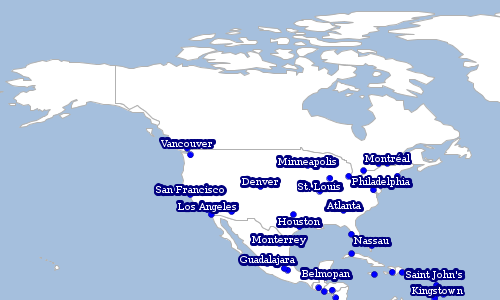 Vancouver
Minneapolis
Montréal
San Francisco
Denver
St. Louis
Philadelphia
Los Angeles
Atlanta
Houston
Monterrey
Nassau
Guadalajara
Belmopan
Saint John's
Kingstown